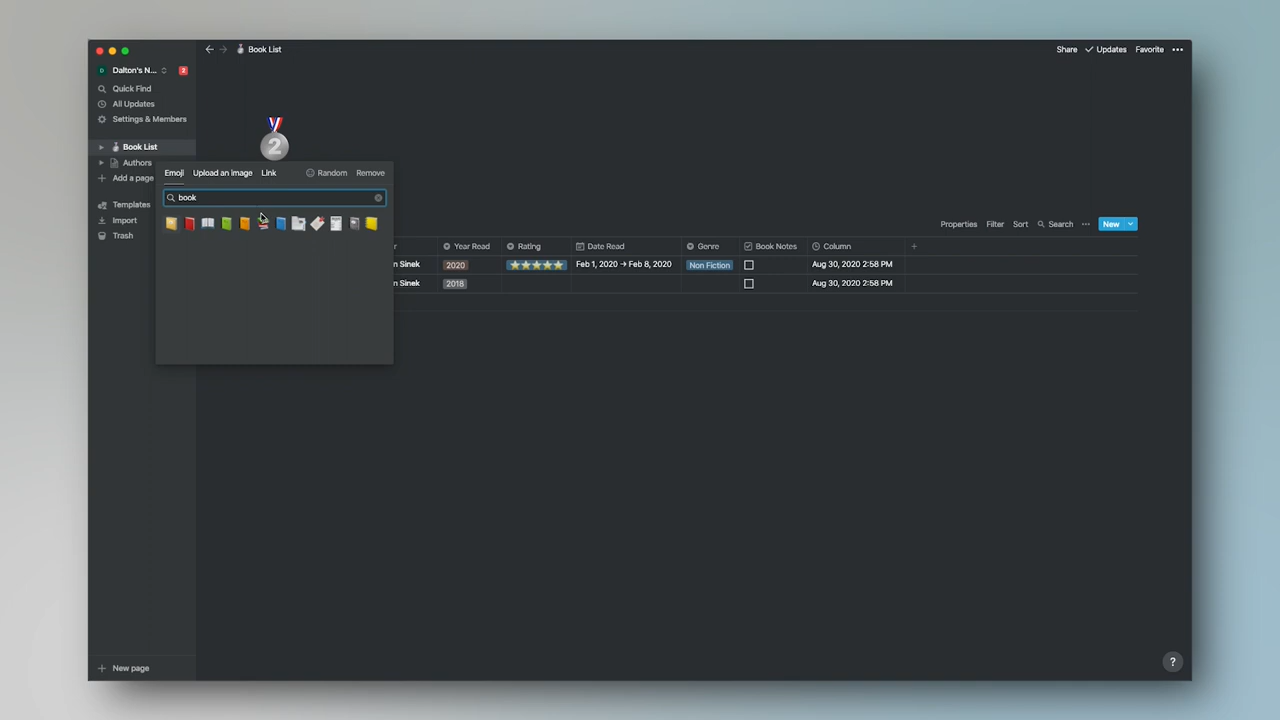 Book List
Share
Updates
Favorite
Dalton's N...
2
Quick Find
All Updates
Settings & Members
Book List
Authors
Add a page
Templates
Import
Trash
New page
2
Emoji
Upload an image
Link
Random
Remove
book
Properties
Filter
Sort
Search
New
r Year Read Rating Date Read Genre Book Notes Column
n Sinek 2020 Feb 1, 2020 → Feb 8, 2020 Non Fiction Aug 30, 2020 2:58 PM
n Sinek 2018 Aug 30, 2020 2:58 PM
?